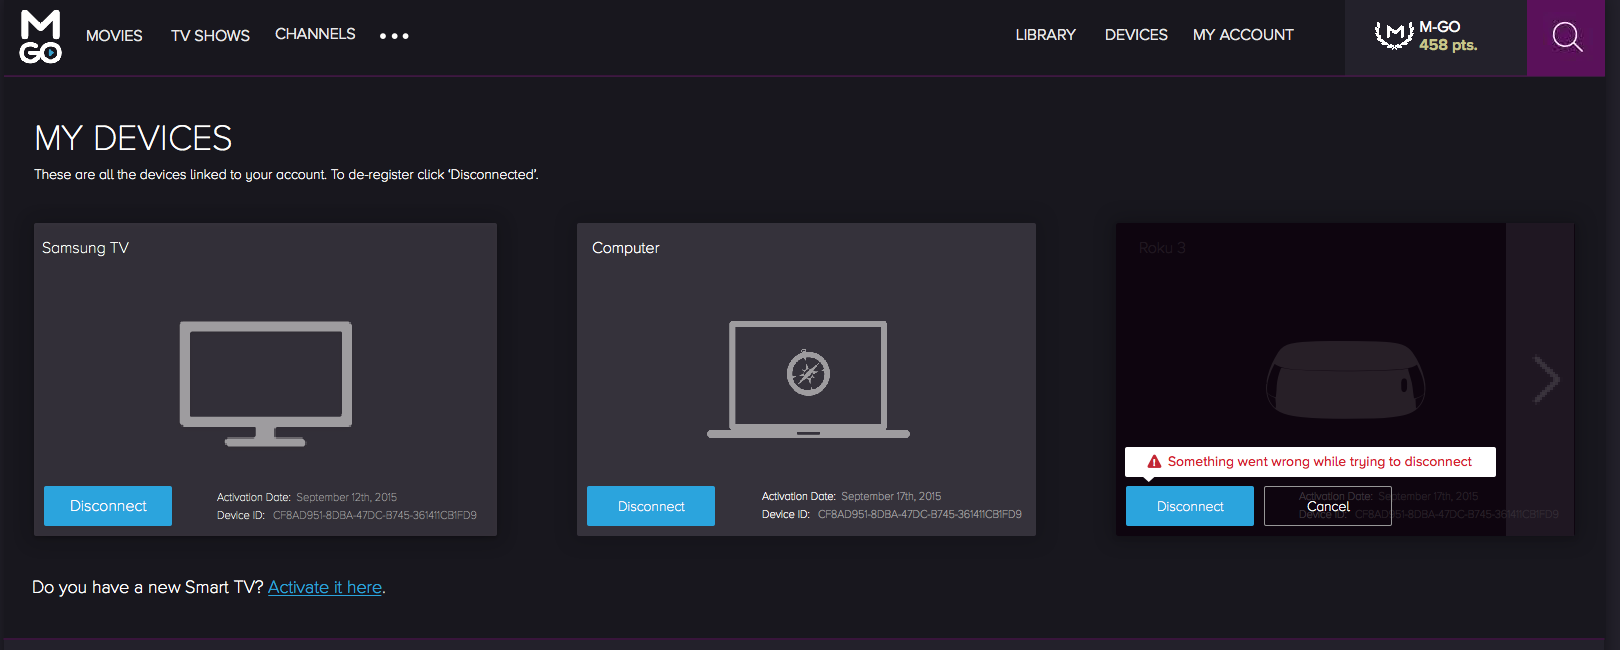 M GO
MOVIES TV SHOWS CHANNELS ••• LIBRARY DEVICES MY ACCOUNT M M-GO
458 pts.
MY DEVICES
These are all the devices linked to your account. To de-register click ‘Disconnected’.
Samsung TV
Disconnect
Activation Date: September 12th, 2015
Device ID: CF8AD951-8DBA-47DC-B745-361411CB1FD9
Computer
Disconnect
Activation Date: September 17th, 2015
Device ID: CF8AD951-8DBA-47DC-B745-361411CB1FD9
Roku 3
Something went wrong while trying to disconnect
Disconnect
Cancel
Activation Date: September 17th, 2015
Device ID: CF8AD951-8DBA-47DC-B745-361411CB1FD9
Do you have a new Smart TV? Activate it here.